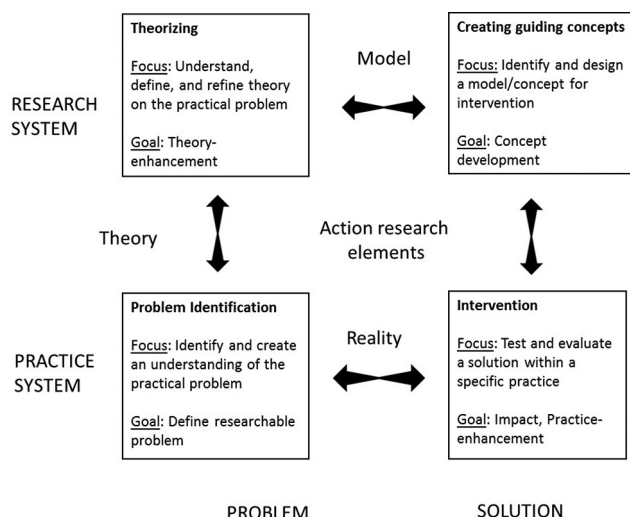 Theorizing
Focus: Understand,
define, and refine theory
on the practical problem
Goal: Theory-
enhancement
Model
Creating guiding concepts
Focus: Identify and design
a model/concept for
intervention
Goal: Concept
development
RESEARCH
SYSTEM
Theory
Action research
elements
Problem Identification
Focus: Identify and create
an understanding of the
practical problem
Goal: Define researchable
problem
Reality
Intervention
Focus: Test and evaluate
a solution within a
specific practice
Goal: Impact, Practice-
enhancement
PRACTICE
SYSTEM
PROBLEM
SOLUTION